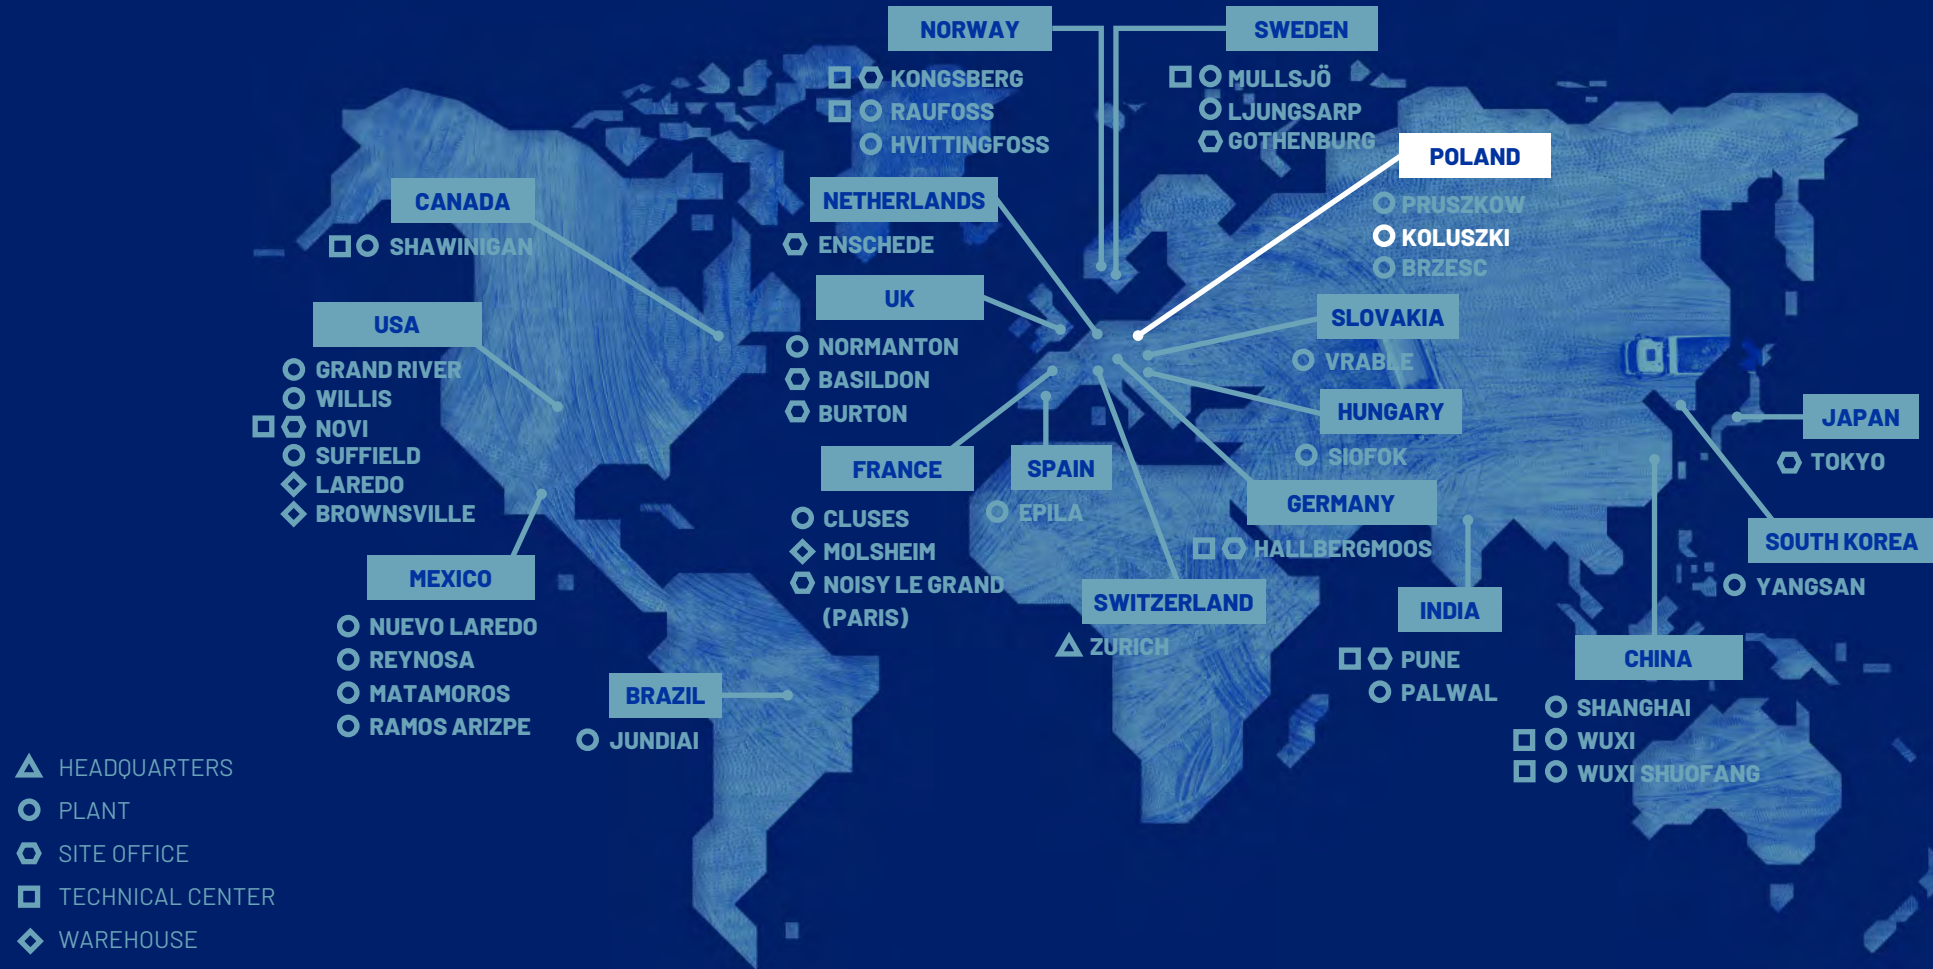 NORWAY
KONGSBERG
RAUFOSS
HVITTINGFOSS
SWEDEN
MULLSJÖ
LJUNGSARP
GOTHENBURG
POLAND
PRUSZKOW
KOLUSZKI
BRZESC
CANADA
SHAWINIGAN
NETHERLANDS
ENSCHEDE
UK
NORMANTON
BASILDON
BURTON
USA
GRAND RIVER
WILLIS
NOVI
SUFFIELD
LAREDO
BROWNSVILLE
SLOVAKIA
VRABLE
HUNGARY
SIOFOK
JAPAN
TOKYO
FRANCE
CLUSES
MOLSHEIM
NOISY LE GRAND
(PARIS)
SPAIN
EPILA
GERMANY
HALLBERGMOOS
SOUTH KOREA
YANGSAN
MEXICO
NUEVO LAREDO
REYNOSA
MATAMOROS
RAMOS ARIZPE
SWITZERLAND
ZURICH
INDIA
PUNE
PALWAL
CHINA
SHANGHAI
WUXI
WUXI SHUOFANG
BRAZIL
JUNDIAI
HEADQUARTERS
PLANT
SITE OFFICE
TECHNICAL CENTER
WAREHOUSE